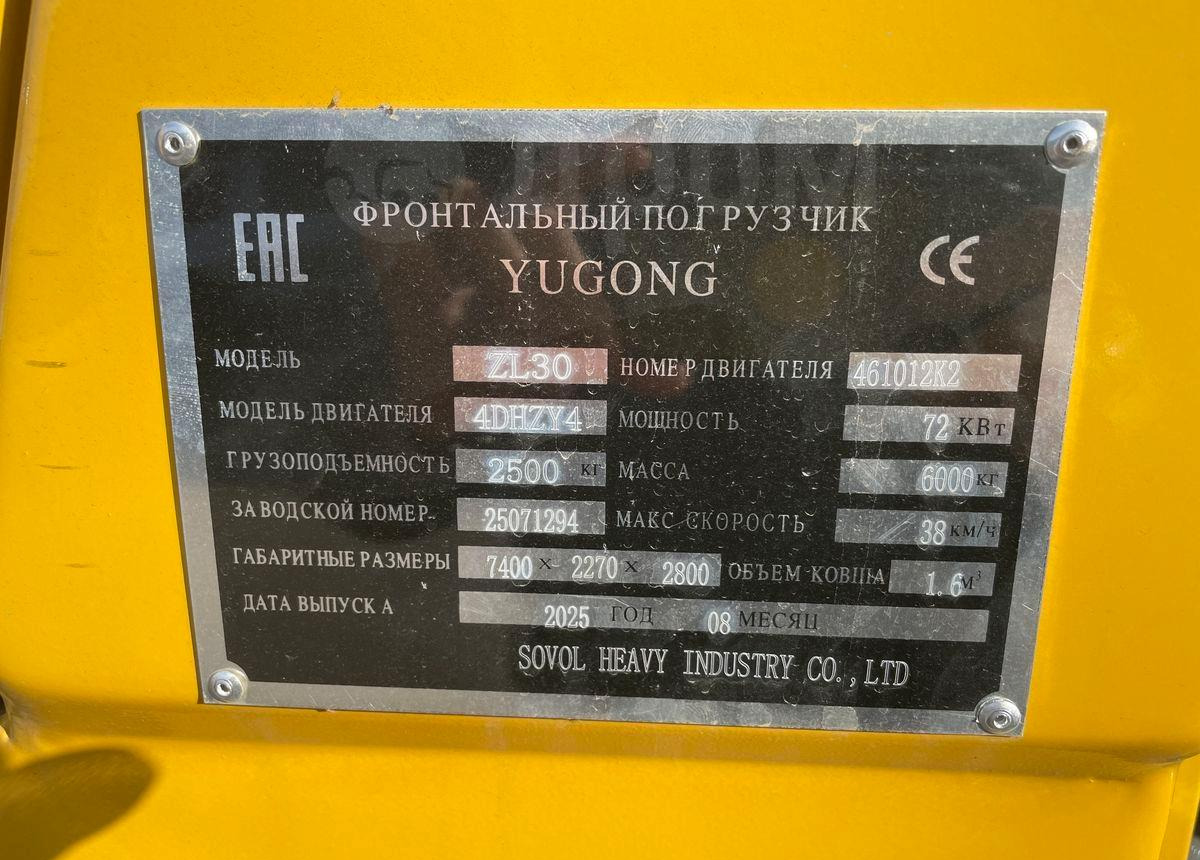 ФРОНТАЛЬНЫЙ ПОГРУЗЧИК
EAC YUGONG CE
МОДЕЛЬ ZL30 НОМЕР ДВИГАТЕЛЯ 461012K2
МОДЕЛЬ ДВИГАТЕЛЯ 4DHZY4 МОЩНОСТЬ 72 КВт
ГРУЗОПОДЪЕМНОСТЬ 2500 КГ МАССА 6000 КГ
ЗАВОДСКОЙ НОМЕР 25071294 МАКС СКОРОСТЬ 38 КМ/Ч
ГАБАРИТНЫЕ РАЗМЕРЫ 7400 X 2270 X 2800 ОБЪЕМ КОВША 1.6 М³
ДАТА ВЫПУСКА 2025 ГОД 08 МЕСЯЦ
SOVOL HEAVY INDUSTRY CO., LTD